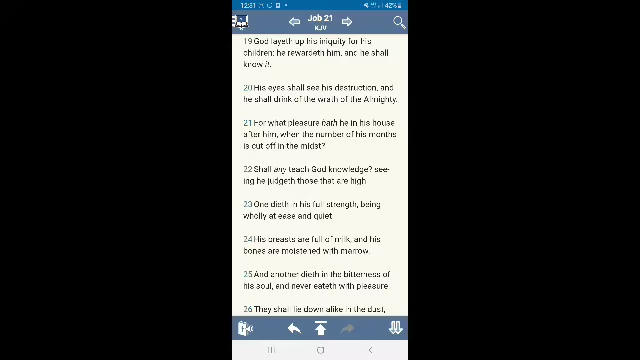 12:31 42%
Job 21
KJV
19 God layeth up his iniquity for his
children: he rewardeth him, and he shall
know it.
20 His eyes shall see his destruction, and
he shall drink of the wrath of the Almighty.
21 For what pleasure hath he in his house
after him, when the number of his months
is cut off in the midst?
22 Shall any teach God knowledge? see-
ing he judgeth those that are high.
23 One dieth in his full strength, being
wholly at ease and quiet.
24 His breasts are full of milk, and his
bones are moistened with marrow.
25 And another dieth in the bitterness of
his soul, and never eateth with pleasure.
26 They shall lie down alike in the dust,